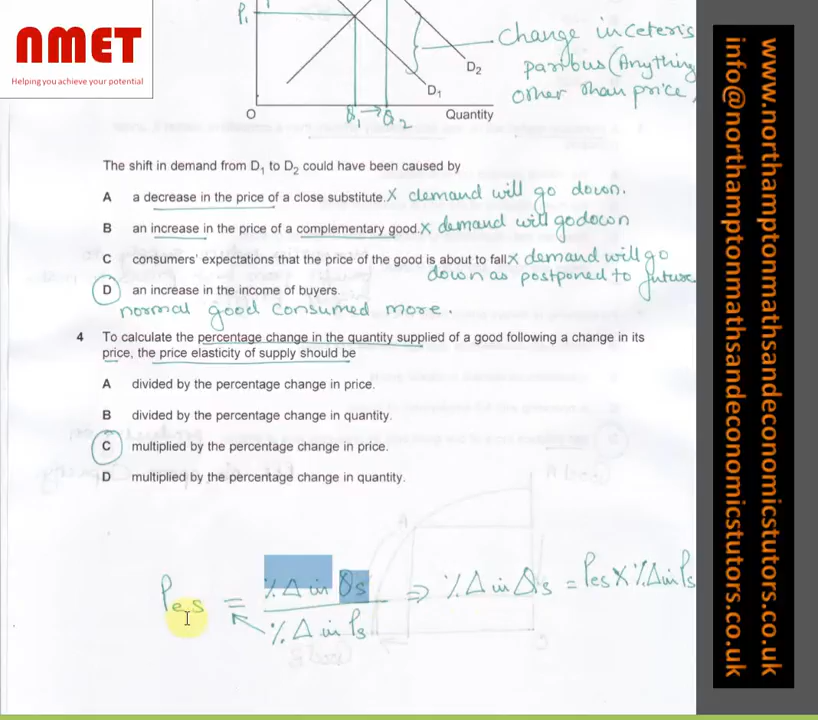 NMET
Helping you achieve your potential
P1
D2
D1
O
Q1 → Q2
Quantity
change in ceteris
paribus (Anything
other than price,
The shift in demand from D1 to D2 could have been caused by
A a decrease in the price of a close substitute. X demand will go down.
B an increase in the price of a complementary good. X demand will go down
C consumers' expectations that the price of the good is about to fall X demand will go
down as postponed to future
D an increase in the income of buyers.
normal good consumed more.
4 To calculate the percentage change in the quantity supplied of a good following a change in its
price, the price elasticity of supply should be
A divided by the percentage change in price.
B divided by the percentage change in quantity.
C multiplied by the percentage change in price.
D multiplied by the percentage change in quantity.
Pes = % Δ in Qs ⇒ % Δ in Qs = Pes X % Δ in Ps
% Δ in Ps
www.northamptonmathsandeconomicstutors.co.uk
info@northamptonmathsandeconomicstutors.co.uk